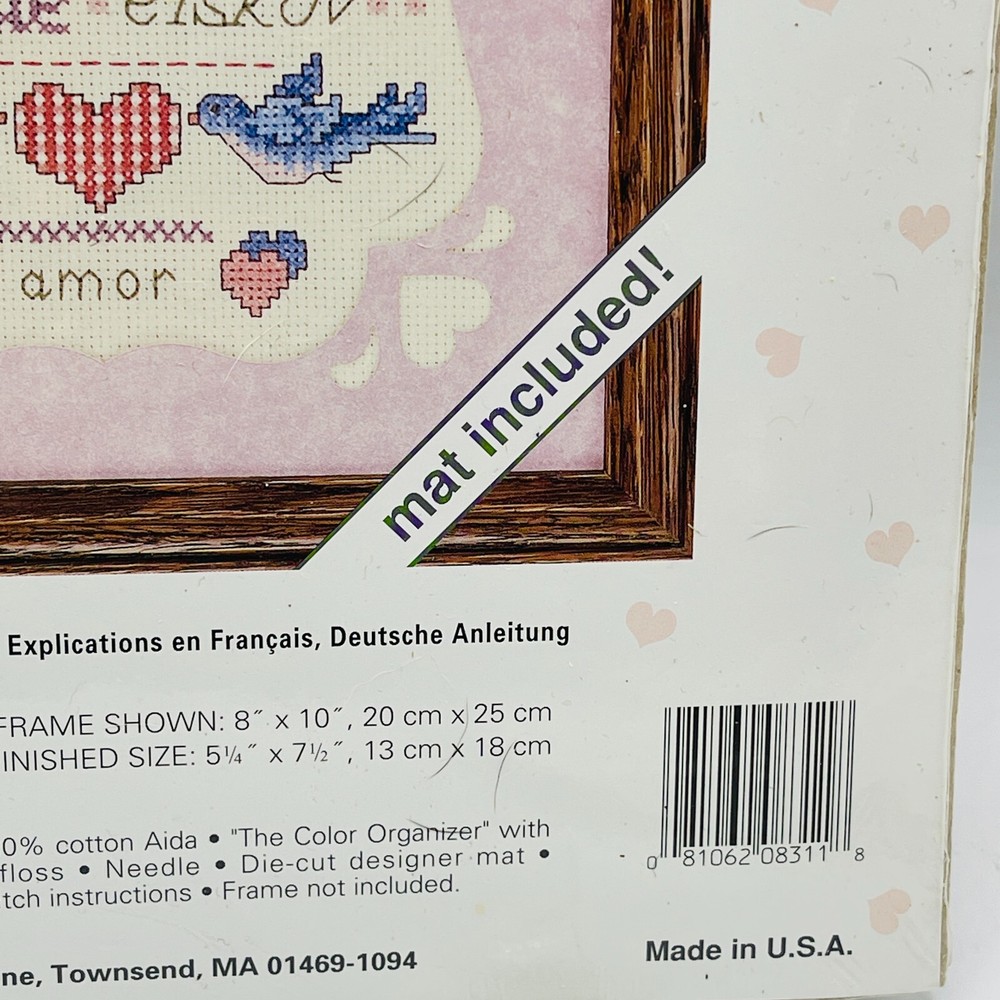 elskov
amor
mat included!
Explications en Français, Deutsche Anleitung
FRAME SHOWN: 8″ x 10″, 20 cm x 25 cm
INISHED SIZE: 5¼″ x 7½″, 13 cm x 18 cm
0% cotton Aida • "The Color Organizer" with
floss • Needle • Die-cut designer mat •
tch instructions • Frame not included.
0 81062 08311 8
ne, Townsend, MA 01469-1094
Made in U.S.A.